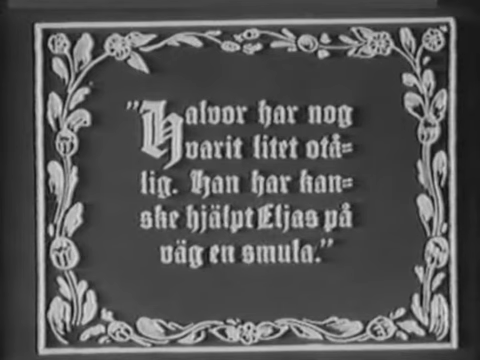 "Halvor har nog
varit litet otå=
lig. Han har kan=
ske hjälpt Eljas på
väg en smula."